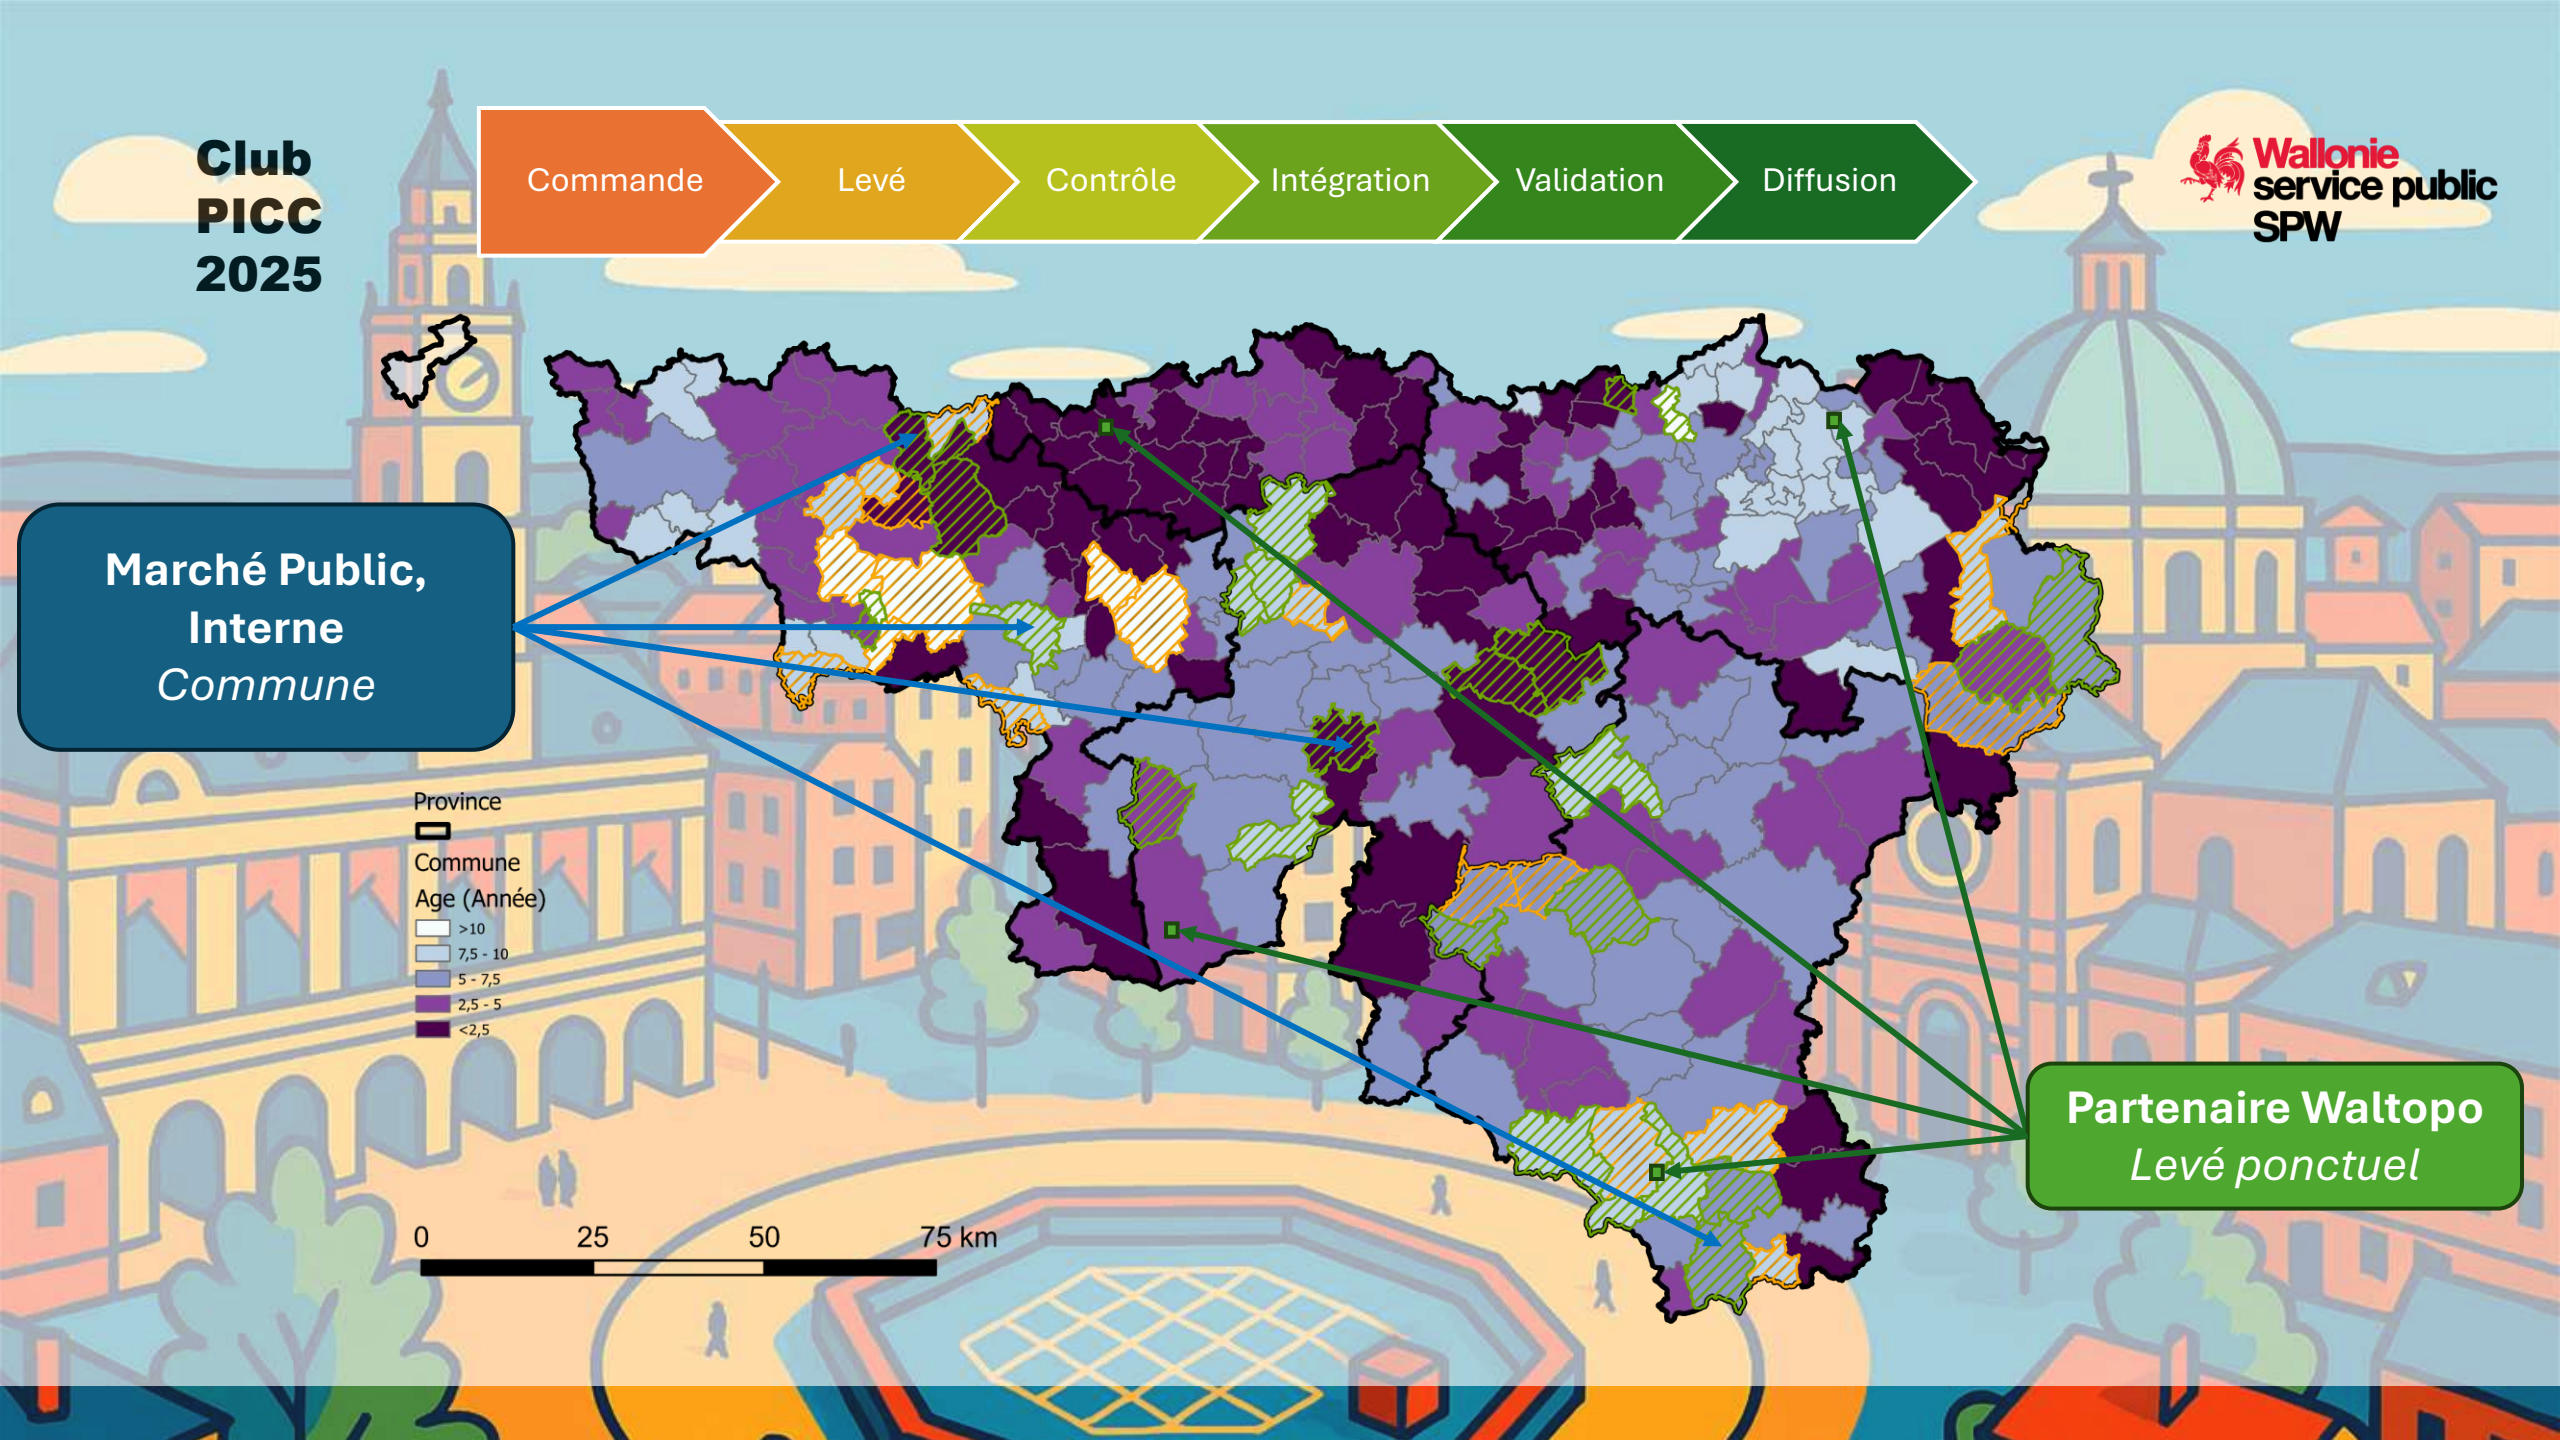 Club
PICC
2025
Commande
Levé
Contrôle
Intégration
Validation
Diffusion
Wallonie
service public
SPW
Marché Public,
Interne
Commune
Province
Commune
Age (Année)
>10
7,5 - 10
5 - 7,5
2,5 - 5
<2,5
0 25 50 75 km
Partenaire Waltopo
Levé ponctuel